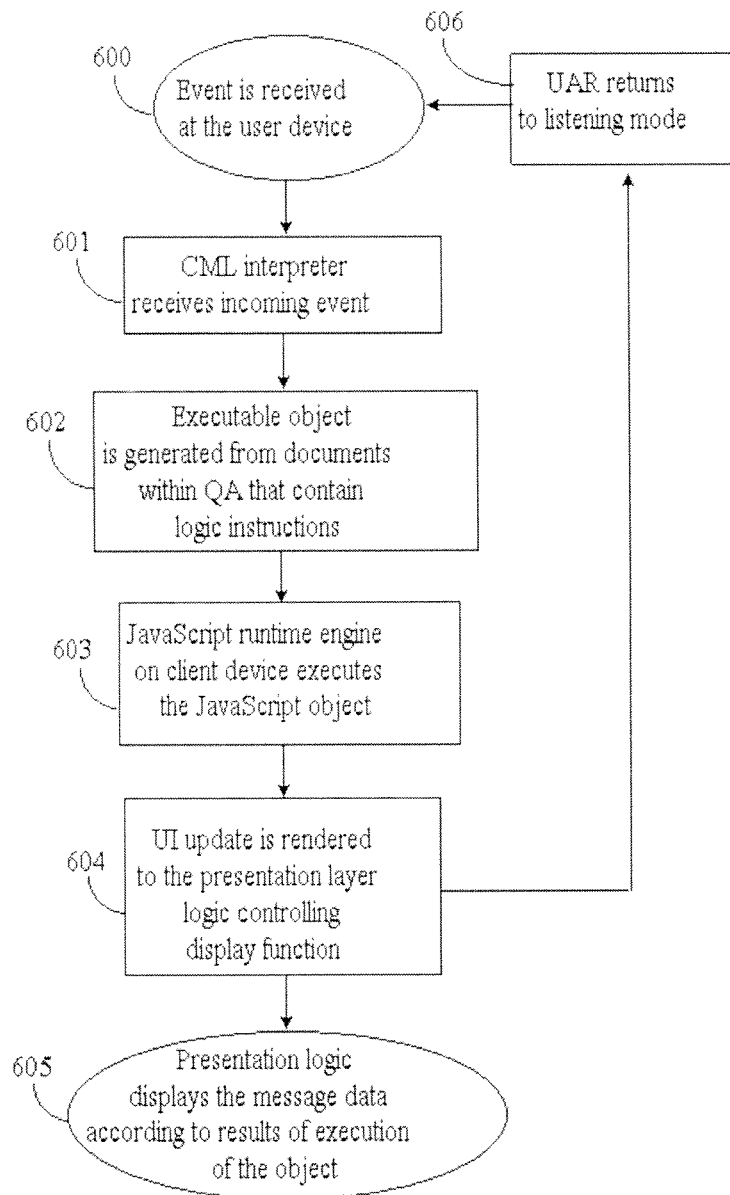 600
Event is received
at the user device
606
UAR returns
to listening mode
601
CML interpreter
receives incoming event
602
Executable object
is generated from documents
within QA that contain
logic instructions
603
JavaScript runtime engine
on client device executes
the JavaScript object
604
UI update is rendered
to the presentation layer
logic controlling
display function
605
Presentation logic
displays the message data
according to results of execution
of the object